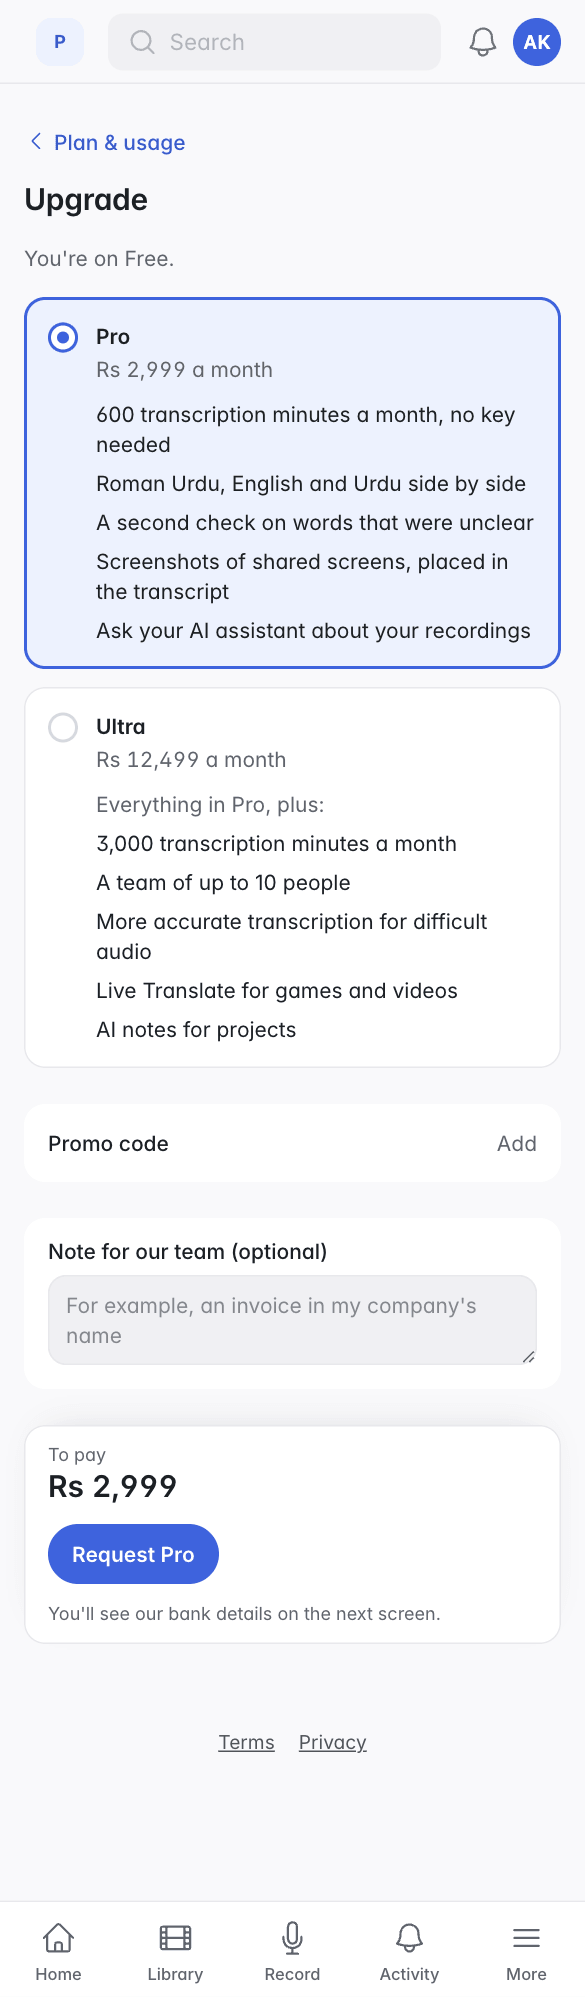 P
Search
AK
Plan & usage
Upgrade
You're on Free.
Pro
Rs 2,999 a month
600 transcription minutes a month, no key
needed
Roman Urdu, English and Urdu side by side
A second check on words that were unclear
Screenshots of shared screens, placed in
the transcript
Ask your AI assistant about your recordings
Ultra
Rs 12,499 a month
Everything in Pro, plus:
3,000 transcription minutes a month
A team of up to 10 people
More accurate transcription for difficult
audio
Live Translate for games and videos
AI notes for projects
Promo code
Add
Note for our team (optional)
For example, an invoice in my company's
name
To pay
Rs 2,999
Request Pro
You'll see our bank details on the next screen.
Terms
Privacy
Home
Library
Record
Activity
More